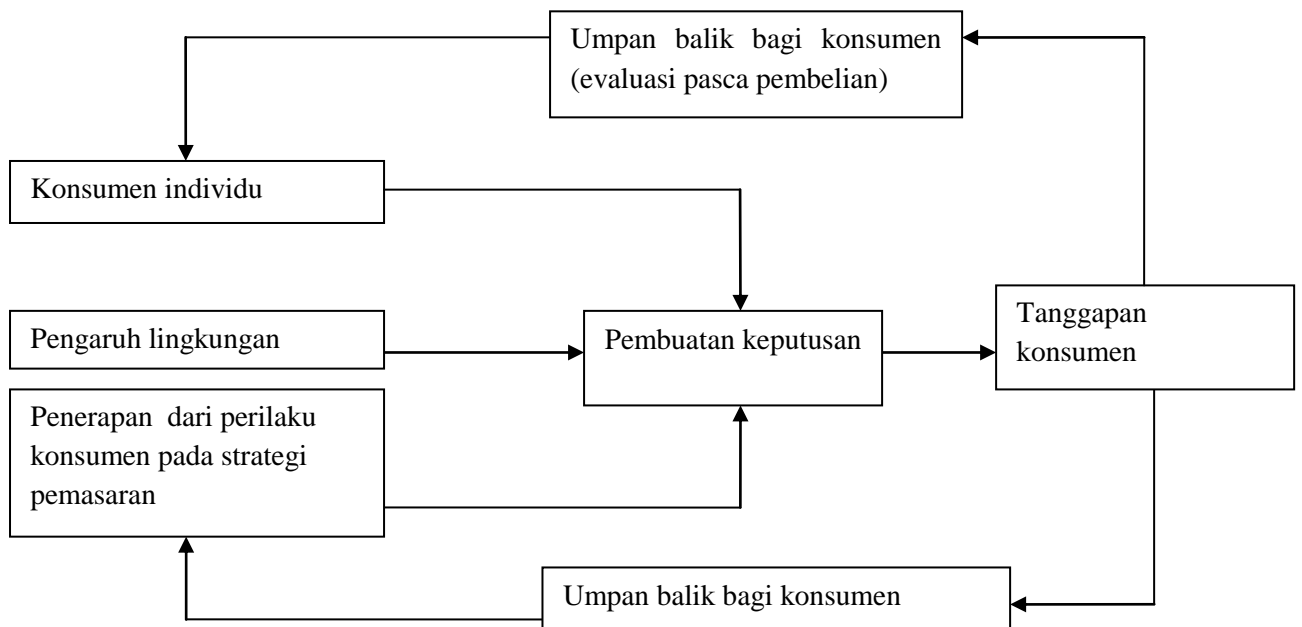 Umpan balik bagi konsumen
(evaluasi pasca pembelian)
Konsumen individu
Pengaruh lingkungan
Pembuatan keputusan
Tanggapan
konsumen
Penerapan dari perilaku
konsumen pada strategi
pemasaran
Umpan balik bagi konsumen